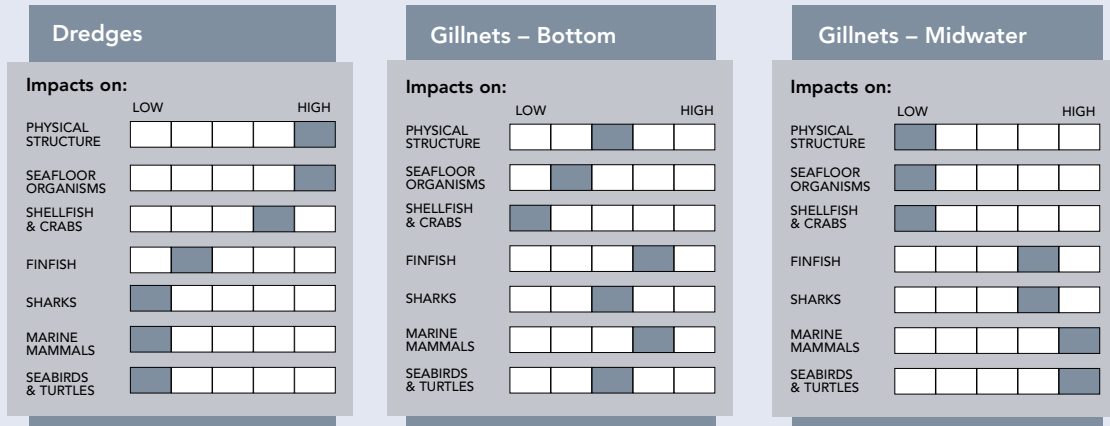 Dredges
Impacts on:
LOW HIGH
PHYSICAL
STRUCTURE
SEAFLOOR
ORGANISMS
SHELLFISH
& CRABS
FINFISH
SHARKS
MARINE
MAMMALS
SEABIRDS
& TURTLES
Gillnets – Bottom
Impacts on:
LOW HIGH
PHYSICAL
STRUCTURE
SEAFLOOR
ORGANISMS
SHELLFISH
& CRABS
FINFISH
SHARKS
MARINE
MAMMALS
SEABIRDS
& TURTLES
Gillnets – Midwater
Impacts on:
LOW HIGH
PHYSICAL
STRUCTURE
SEAFLOOR
ORGANISMS
SHELLFISH
& CRABS
FINFISH
SHARKS
MARINE
MAMMALS
SEABIRDS
& TURTLES